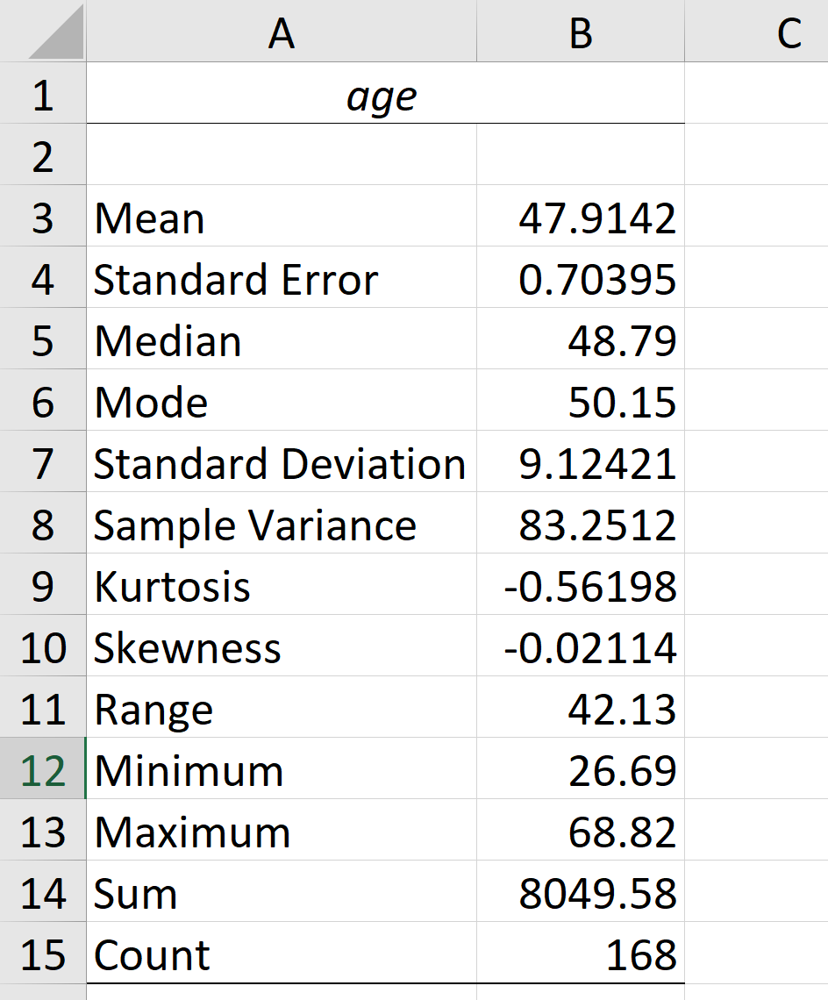 A B C
1 age
2
3 Mean 47.9142
4 Standard Error 0.70395
5 Median 48.79
6 Mode 50.15
7 Standard Deviation 9.12421
8 Sample Variance 83.2512
9 Kurtosis -0.56198
10 Skewness -0.02114
11 Range 42.13
12 Minimum 26.69
13 Maximum 68.82
14 Sum 8049.58
15 Count 168